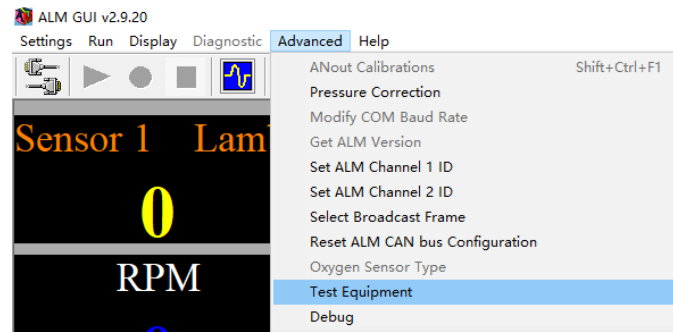 ALM GUI v2.9.20
Settings Run Display Diagnostic Advanced Help
ANout Calibrations Shift+Ctrl+F1
Pressure Correction
Modify COM Baud Rate
Get ALM Version
Set ALM Channel 1 ID
Set ALM Channel 2 ID
Select Broadcast Frame
Reset ALM CAN bus Configuration
Oxygen Sensor Type
Test Equipment
Debug
Sensor 1 Lam
0
RPM